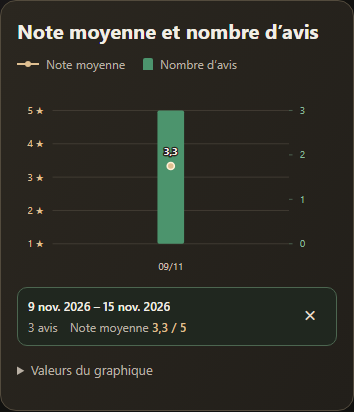 Note moyenne et nombre d’avis
Note moyenne Nombre d’avis
5 ★ 3
4 ★
2
3,3
3 ★
1
2 ★
1 ★ 0
09/11
9 nov. 2026 – 15 nov. 2026
3 avis Note moyenne 3,3 / 5
✕
▶ Valeurs du graphique